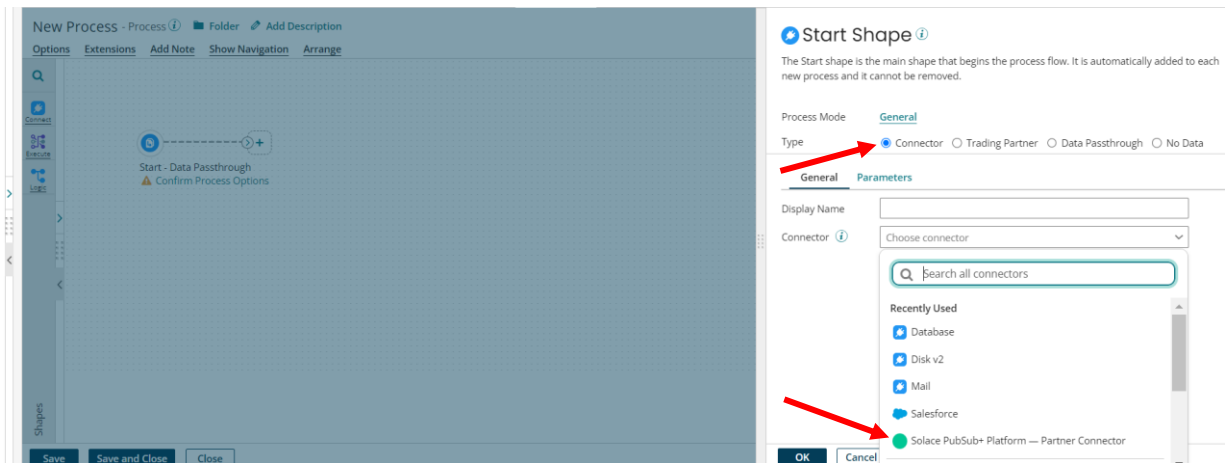 New Process - Process Folder Add Description
Options Extensions Add Note Show Navigation Arrange
Connect
Execute
Logic
Start - Data Passthrough
Confirm Process Options
Shapes
Save Save and Close Close
Start Shape
The Start shape is the main shape that begins the process flow. It is automatically added to each
new process and it cannot be removed.
Process Mode General
Type Connector Trading Partner Data Passthrough No Data
General Parameters
Display Name
Connector Choose connector
Search all connectors
Recently Used
Database
Disk v2
Mail
Salesforce
Solace PubSub+ Platform — Partner Connector
OK Cancel